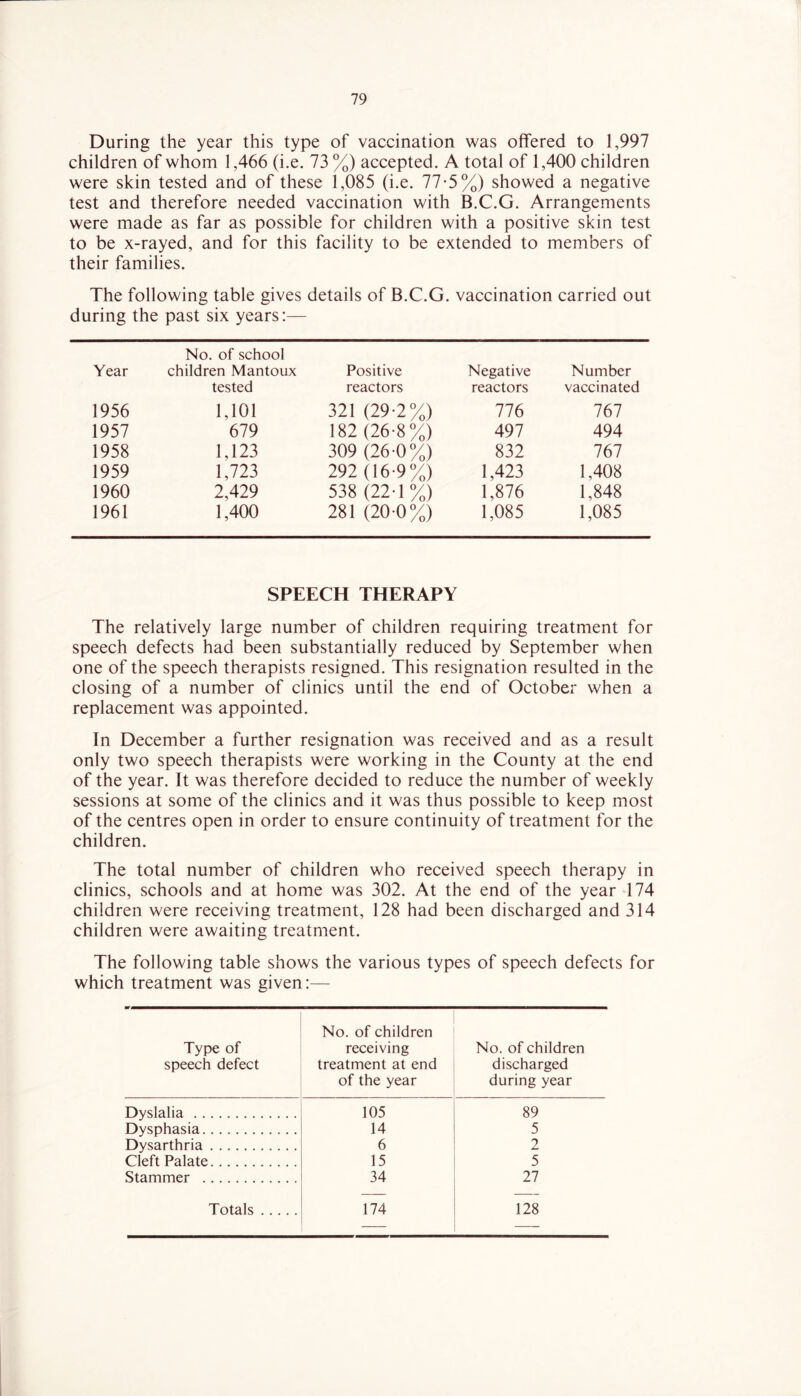 79
During the year this type of vaccination was offered to 1,997
children of whom 1,466 (i.e. 73%) accepted. A total of 1,400 children
were skin tested and of these 1,085 (i.e. 77·5%) showed a negative
test and therefore needed vaccination with B.C.G. Arrangements
were made as far as possible for children with a positive skin test
to be x-rayed, and for this facility to be extended to members of
their families.
The following table gives details of B.C.G. vaccination carried out
during the past six years:—
No. of school
Year children Mantoux Positive Negative Number
tested reactors reactors vaccinated
1956 1,101 321 (29·2%) 776 767
1957 679 182 (26·8%) 497 494
1958 1,123 309 (26·0%) 832 767
1959 1,723 292 (16·9%) 1,423 1,408
1960 2,429 538 (22·1%) 1,876 1,848
1961 1,400 281 (20·0%) 1,085 1,085
SPEECH THERAPY
The relatively large number of children requiring treatment for
speech defects had been substantially reduced by September when
one of the speech therapists resigned. This resignation resulted in the
closing of a number of clinics until the end of October when a
replacement was appointed.
In December a further resignation was received and as a result
only two speech therapists were working in the County at the end
of the year. It was therefore decided to reduce the number of weekly
sessions at some of the clinics and it was thus possible to keep most
of the centres open in order to ensure continuity of treatment for the
children.
The total number of children who received speech therapy in
clinics, schools and at home was 302. At the end of the year 174
children were receiving treatment, 128 had been discharged and 314
children were awaiting treatment.
The following table shows the various types of speech defects for
which treatment was given:—
No. of children
Type of receiving No. of children
speech defect treatment at end discharged
of the year during year
Dyslalia ............. 105 89
Dysphasia............ 14 5
Dysarthria ........... 6 2
Cleft Palate........... 15 5
Stammer ............ 34 27
Totals ..... 174 128